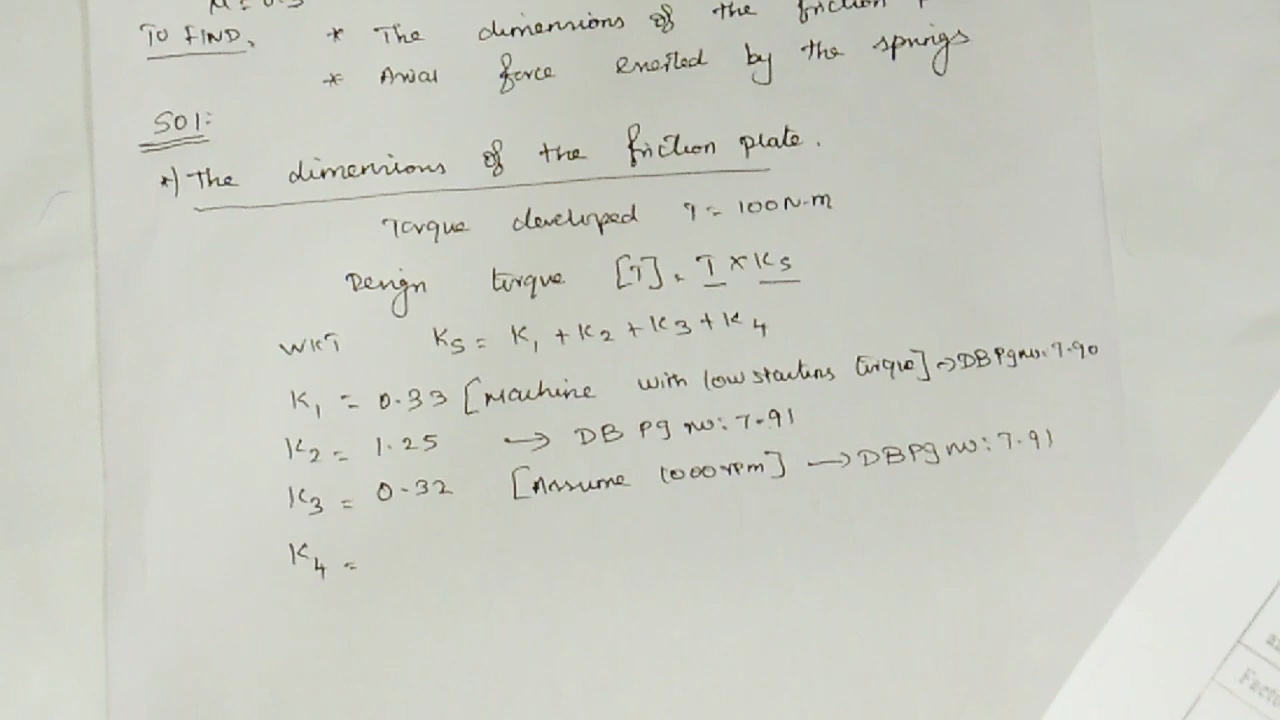 TO FIND, * The dimensions of the friction
* Axial force exerted by the springs
SOl:
*) The dimensions of the friction plate.
Torque developed T = 100N-m
Design torque [T] = T × Ks
WKT Ks = K1 + K2 + K3 + K4
K1 = 0.33 [Machine with low starting torque] → DB Pg no: 7.90
K2 = 1.25 → DB Pg no: 7.91
K3 = 0.32 [Assume 1000rpm] → DB Pg no: 7.91
K4 =